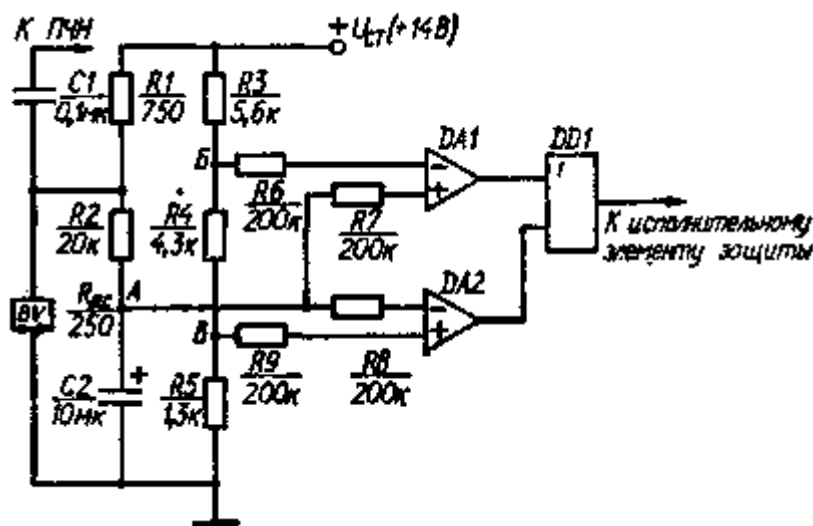 К ПЧН
+ Uст (+14В)
C1
0,1мк
R1
750
R3
5,6к
Б
R6
200к
DA1
DD1
1
К исполнительному
элементу защиты
R2
20к
R4
4,3к
R7
200к
BV
Rвс
250
А
В
R9
200к
R8
200к
DA2
C2
10мк
+
R5
1,3к